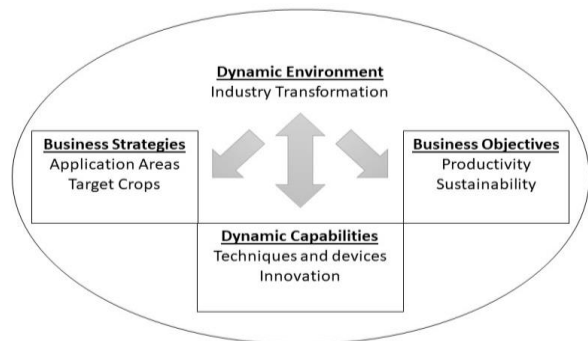 Dynamic Environment
Industry Transformation
Business Strategies
Application Areas
Target Crops
Business Objectives
Productivity
Sustainability
Dynamic Capabilities
Techniques and devices
Innovation